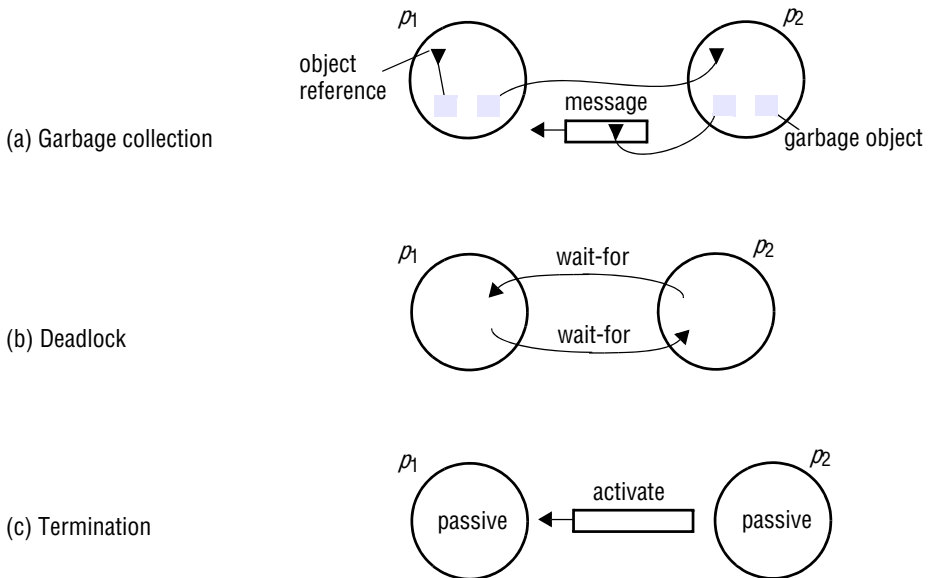 p1
p2
object
reference
message
(a) Garbage collection
garbage object
p1
p2
wait-for
(b) Deadlock
wait-for
p1
p2
activate
(c) Termination
passive
passive